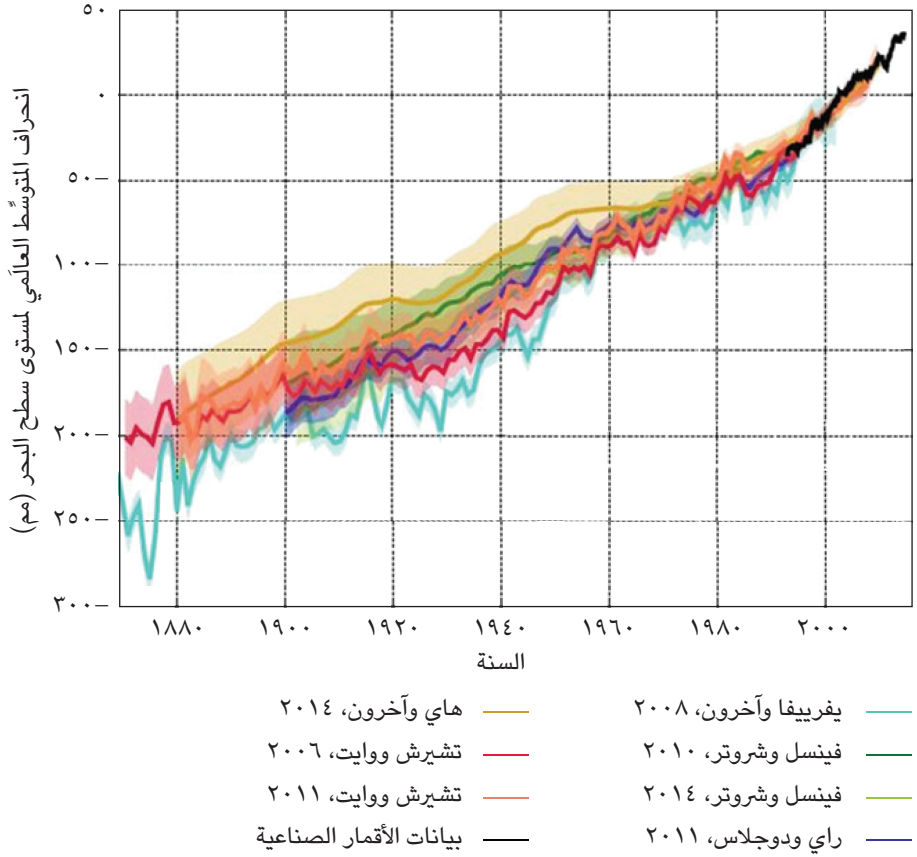 انحراف المتوسّط العالَمي لمستوى سطح البحر (مم)
٥٠
٠
٥٠–
١٠٠–
١٥٠–
٢٠٠–
٢٥٠–
٣٠٠–
١٨٨٠
١٩٠٠
١٩٢٠
١٩٤٠
١٩٦٠
١٩٨٠
٢٠٠٠
السنة
يفرييفا وآخرون، ٢٠٠٨
هاي وآخرون، ٢٠١٤
فينسل وشروتر، ٢٠١٠
تشيرش ووايت، ٢٠٠٦
فينسل وشروتر، ٢٠١٤
تشيرش ووايت، ٢٠١١
راي ودوجلاس، ٢٠١١
بيانات الأقمار الصناعية